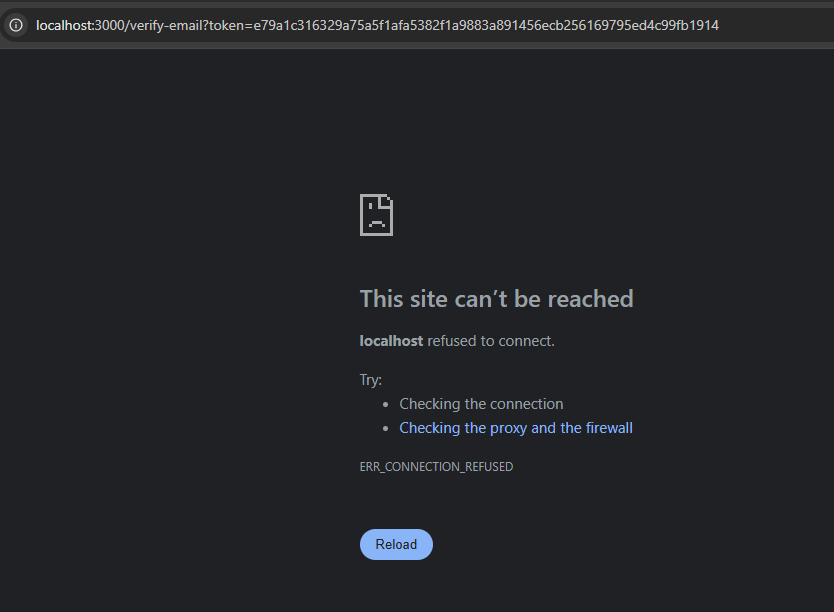 localhost:3000/verify-email?token=e79a1c316329a75a5f1afa5382f1a9883a891456ecb256169795ed4c99fb1914
This site can’t be reached
localhost refused to connect.
Try:
• Checking the connection
• Checking the proxy and the firewall
ERR_CONNECTION_REFUSED
Reload